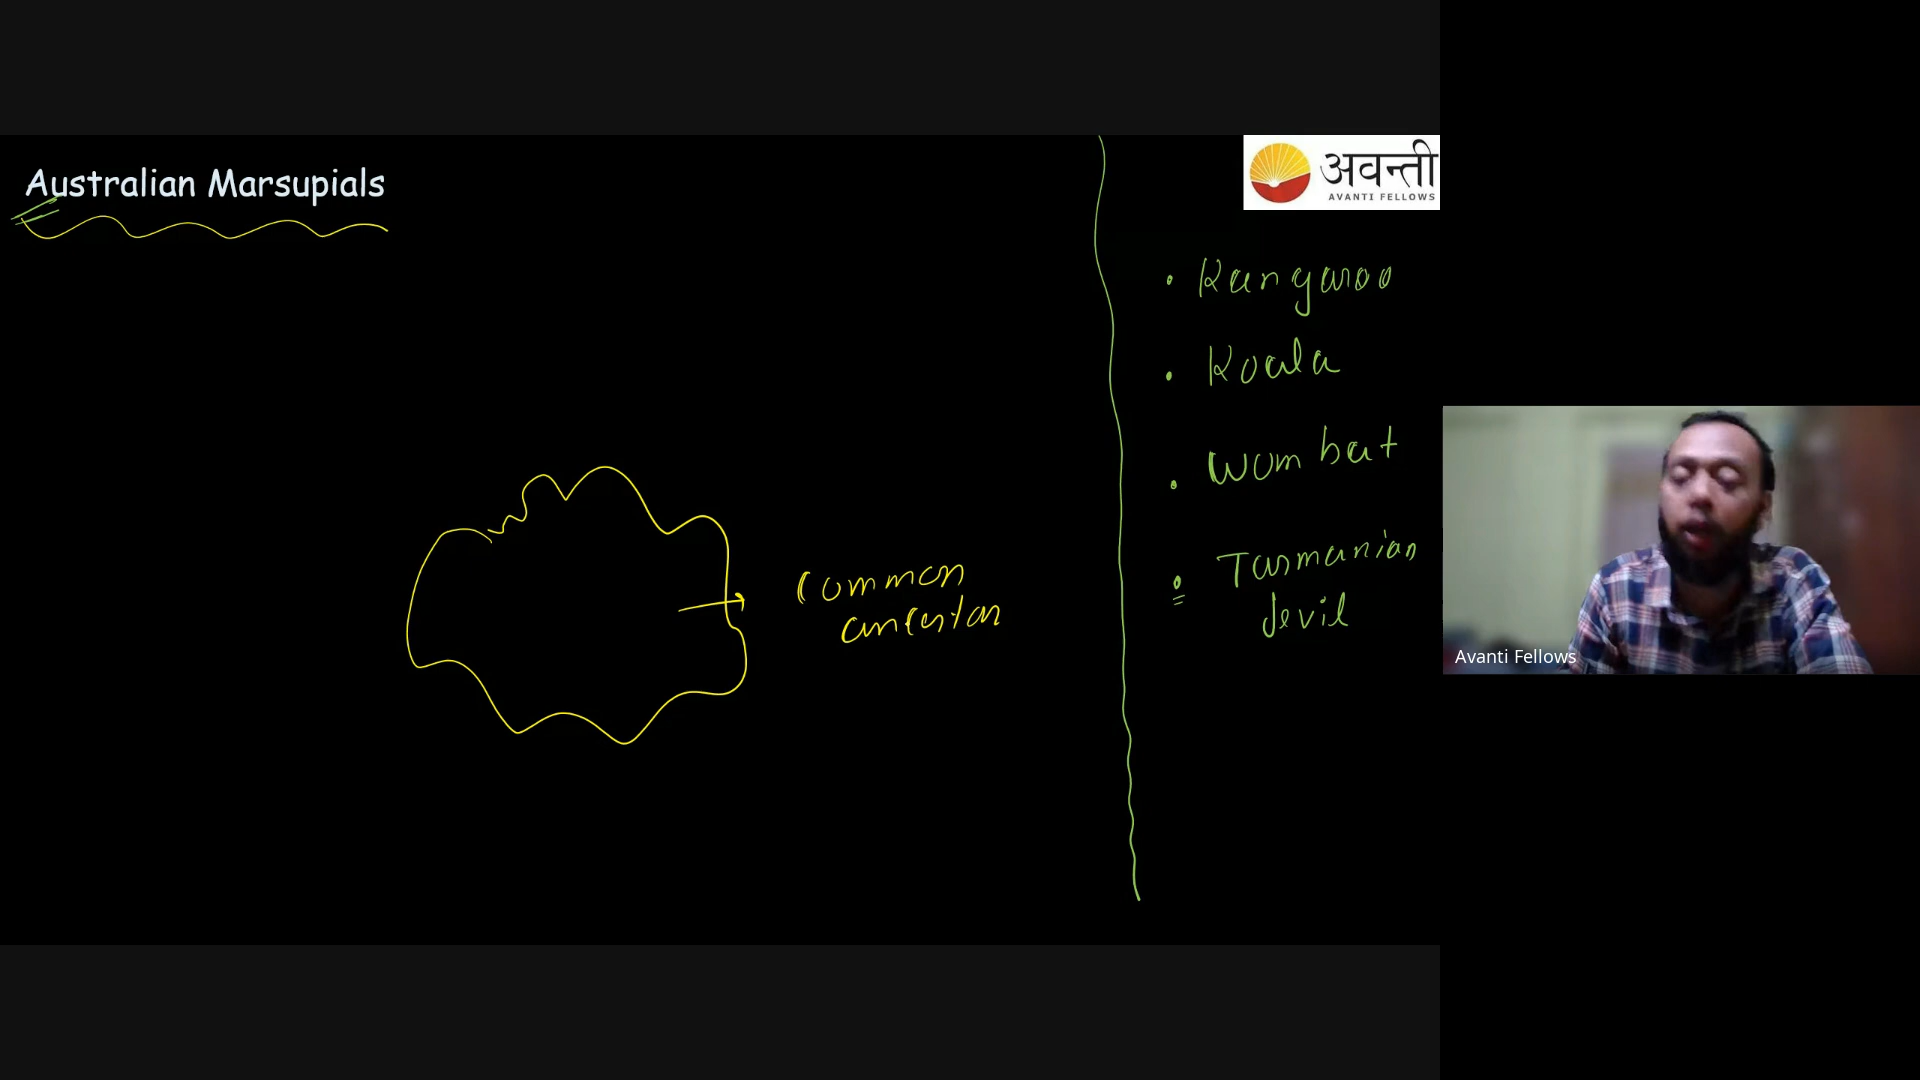 Australian Marsupials
अवन्ती
AVANTI FELLOWS
• Kangaroo
• Koala
• Wombat
• Tasmanian
devil
Common
ancestor
Avanti Fellows